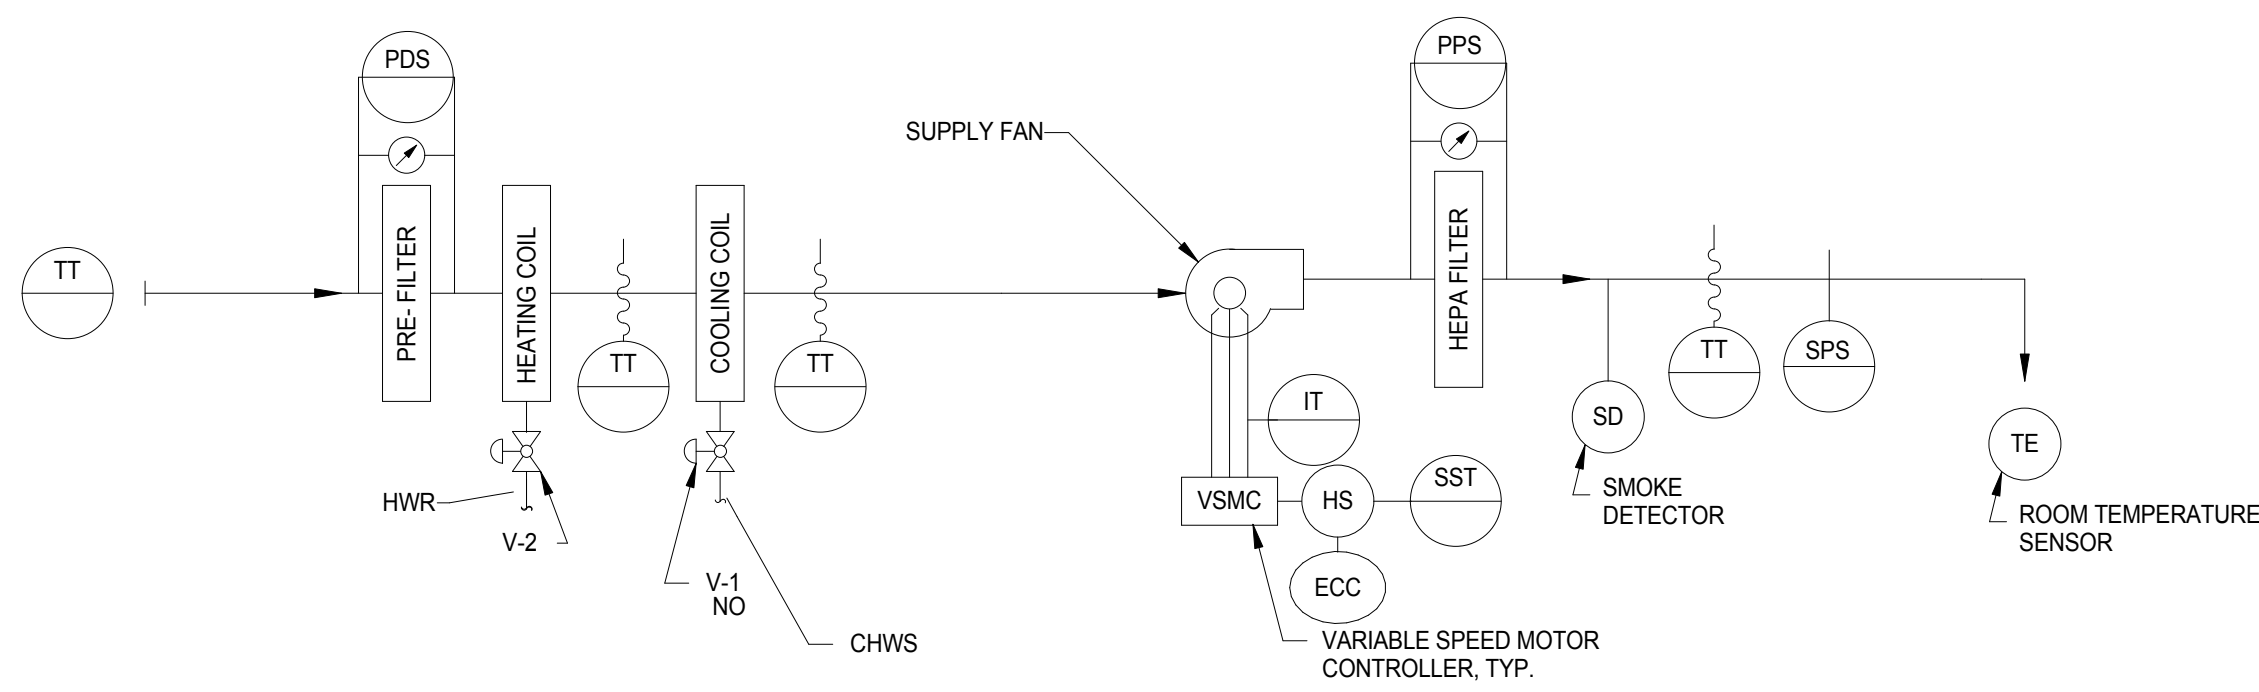 PDS
PPS
SUPPLY FAN
TT
PRE- FILTER
HEATING COIL
TT
COOLING COIL
TT
HEPA FILTER
TT
SPS
IT
SD
TE
HWR
V-2
VSMC
HS
SST
SMOKE
DETECTOR
ROOM TEMPERATURE
SENSOR
V-1
NO
ECC
CHWS
VARIABLE SPEED MOTOR
CONTROLLER, TYP.